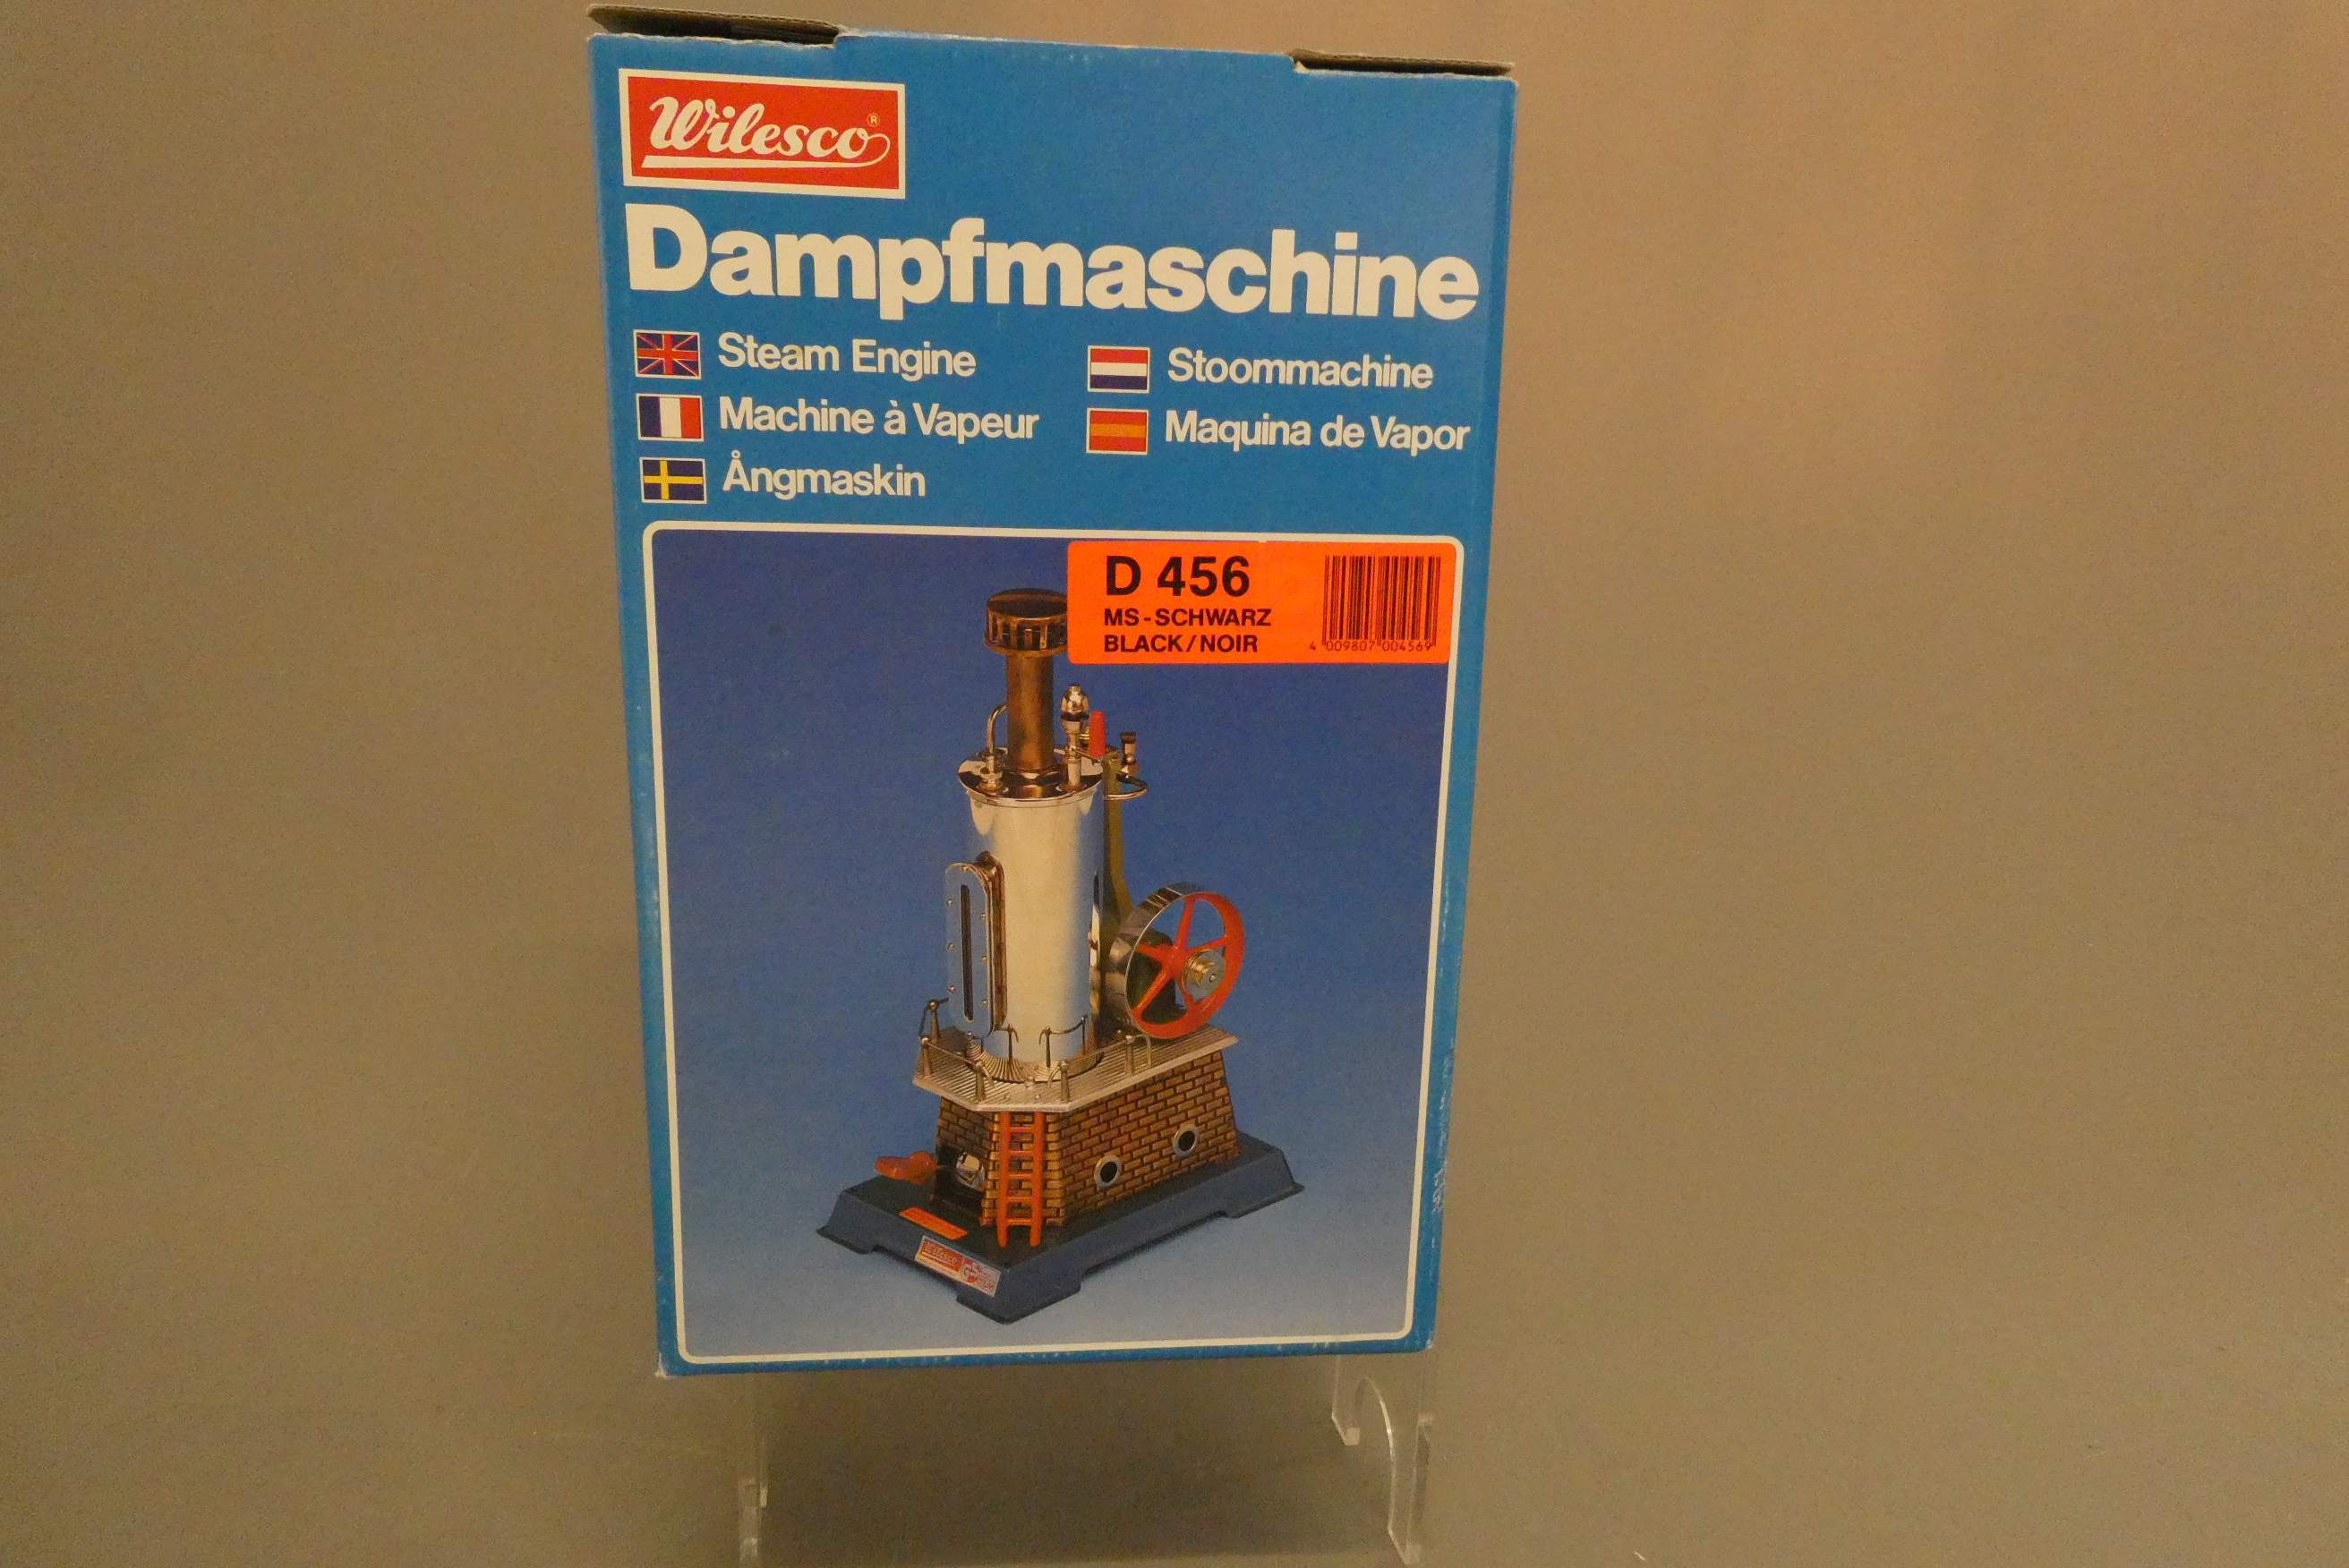 Wilesco®
Dampfmaschine
Steam Engine
Stoommachine
Machine à Vapeur
Maquina de Vapor
Ångmaskin
D 456
MS-SCHWARZ
BLACK/NOIR
4 009807 004569
Wilesco